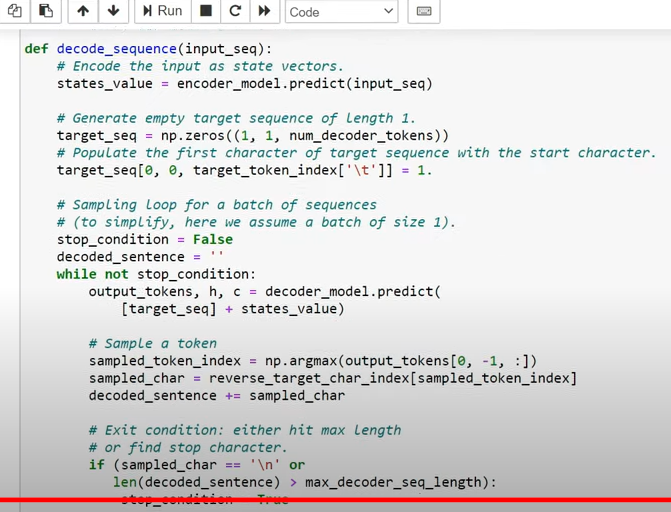 Run
Code
def decode_sequence(input_seq):
# Encode the input as state vectors.
states_value = encoder_model.predict(input_seq)
# Generate empty target sequence of length 1.
target_seq = np.zeros((1, 1, num_decoder_tokens))
# Populate the first character of target sequence with the start character.
target_seq[0, 0, target_token_index['\t']] = 1.
# Sampling loop for a batch of sequences
# (to simplify, here we assume a batch of size 1).
stop_condition = False
decoded_sentence = ''
while not stop_condition:
output_tokens, h, c = decoder_model.predict(
[target_seq] + states_value)
# Sample a token
sampled_token_index = np.argmax(output_tokens[0, -1, :])
sampled_char = reverse_target_char_index[sampled_token_index]
decoded_sentence += sampled_char
# Exit condition: either hit max length
# or find stop character.
if (sampled_char == '\n' or
len(decoded_sentence) > max_decoder_seq_length):
stop_condition = True